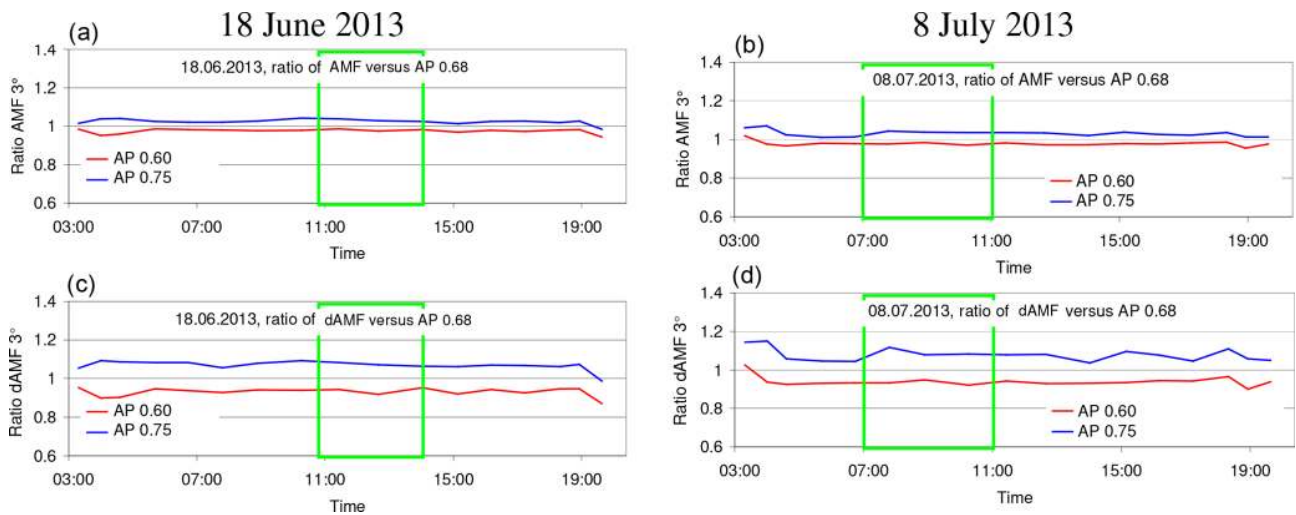 18 June 2013
8 July 2013
(a)
18.06.2013, ratio of AMF versus AP 0.68
Ratio AMF 3°
1.4
1.2
1
0.8
0.6
AP 0.60
AP 0.75
03:00 07:00 11:00 15:00 19:00
Time
(b)
08.07.2013, ratio of AMF versus AP 0.68
Ratio AMF 3°
1.4
1.2
1
0.8
0.6
AP 0.60
AP 0.75
03:00 07:00 11:00 15:00 19:00
Time
(c)
18.06.2013, ratio of dAMF versus AP 0.68
Ratio dAMF 3°
1.4
1.2
1
0.8
0.6
AP 0.60
AP 0.75
03:00 07:00 11:00 15:00 19:00
Time
(d)
08.07.2013, ratio of dAMF versus AP 0.68
Ratio dAMF 3°
1.4
1.2
1
0.8
0.6
AP 0.60
AP 0.75
03:00 07:00 11:00 15:00 19:00
Time